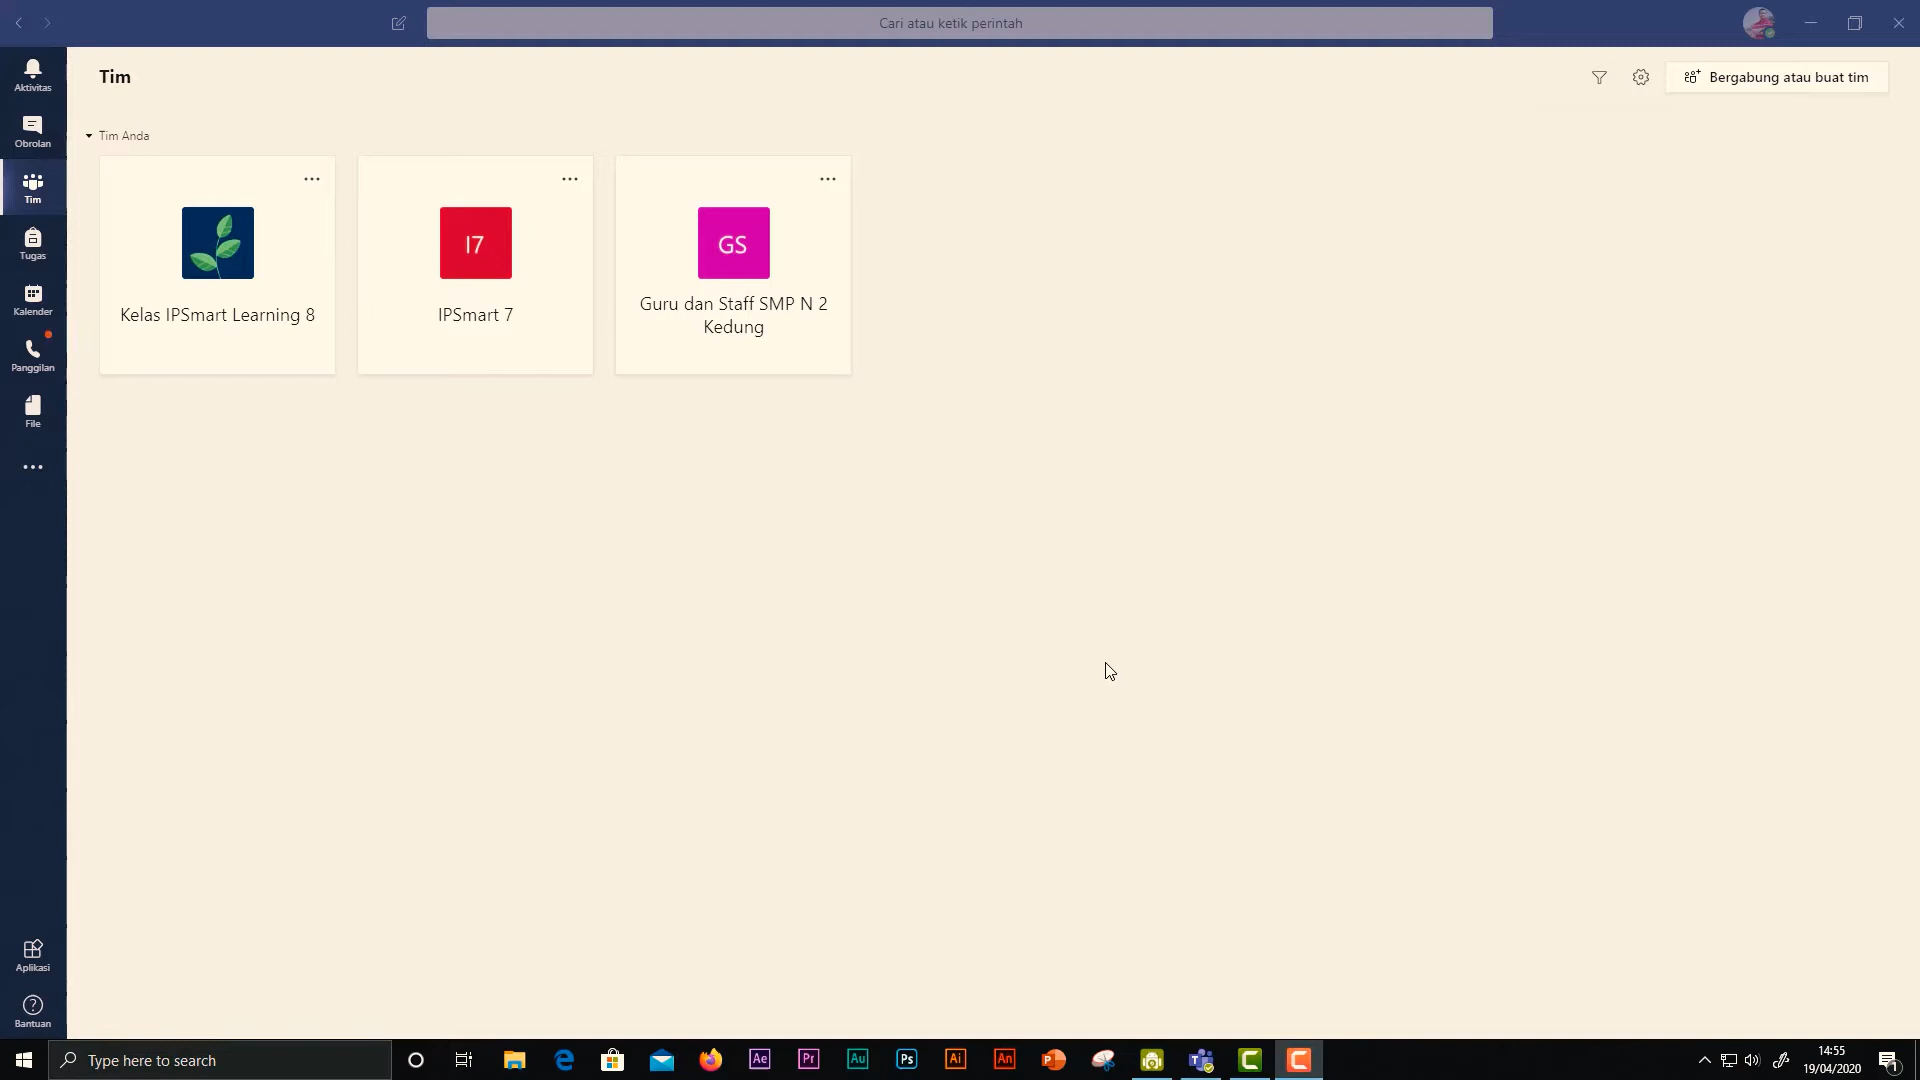 Cari atau ketik perintah
Aktivitas
Obrolan
Tim
Tugas
Kalender
Panggilan
File
Aplikasi
Bantuan
Tim
Bergabung atau buat tim
Tim Anda
Kelas IPSmart Learning 8
I7
IPSmart 7
GS
Guru dan Staff SMP N 2
Kedung
Type here to search
Ae
Pr
Au
Ps
Ai
An
14:55
19/04/2020
1